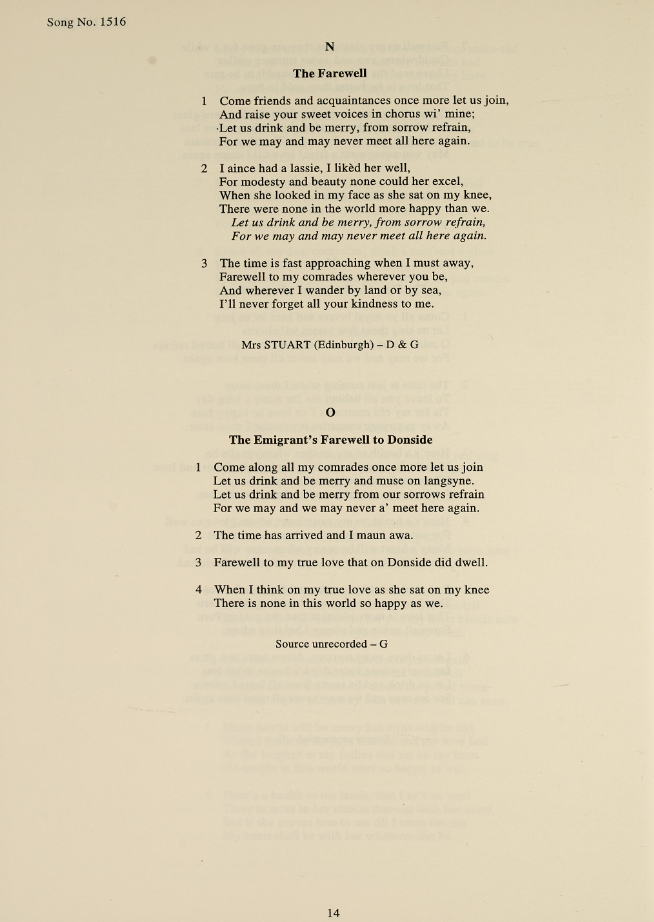 Song No. 1516
N
The Farewell
1 Come friends and acquaintances once more let us join,
And raise your sweet voices in chorus wi' mine;
Let us drink and be merry, from sorrow refrain,
For we may and may never meet all here again.
2 I aince had a lassie, I likèd her well,
For modesty and beauty none could her excel,
When she looked in my face as she sat on my knee,
There were none in the world more happy than we.
Let us drink and be merry, from sorrow refrain,
For we may and may never meet all here again.
3 The time is fast approaching when I must away,
Farewell to my comrades wherever you be,
And wherever I wander by land or by sea,
I'll never forget all your kindness to me.
Mrs STUART (Edinburgh) – D & G
O
The Emigrant's Farewell to Donside
1 Come along all my comrades once more let us join
Let us drink and be merry and muse on langsyne.
Let us drink and be merry from our sorrows refrain
For we may and we may never a' meet here again.
2 The time has arrived and I maun awa.
3 Farewell to my true love that on Donside did dwell.
4 When I think on my true love as she sat on my knee
There is none in this world so happy as we.
Source unrecorded – G
14